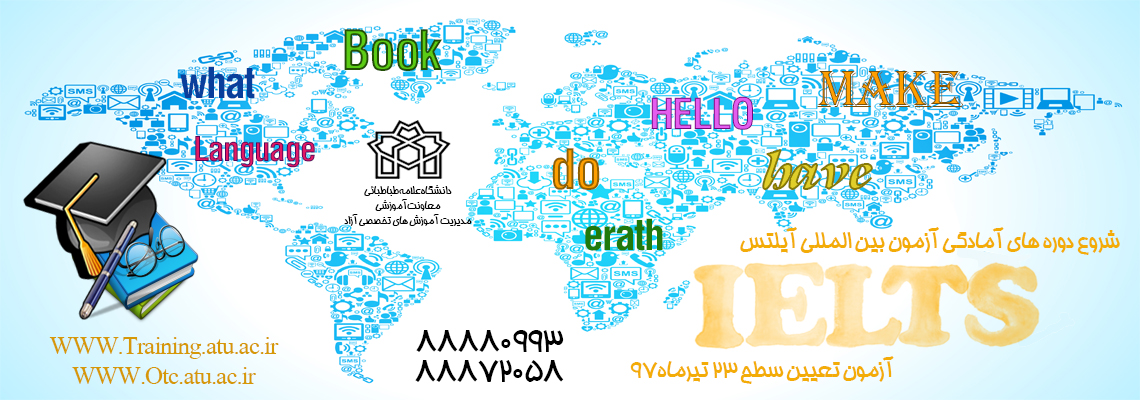 Book
what
Language
MAKE
HELLO
have
do
erath
دانشگاه علامه طباطبائی
معاونت آموزشی
مدیریت آموزش های تخصصی آزاد
شروع دوره های آمادگی آزمون بین المللی آیلتس
IELTS
آزمون تعیین سطح ۲۳ تیرماه ۹۷
۸۸۸۸۰۹۹۳
۸۸۸۷۲۰۵۸
WWW.Training.atu.ac.ir
WWW.Otc.atu.ac.ir